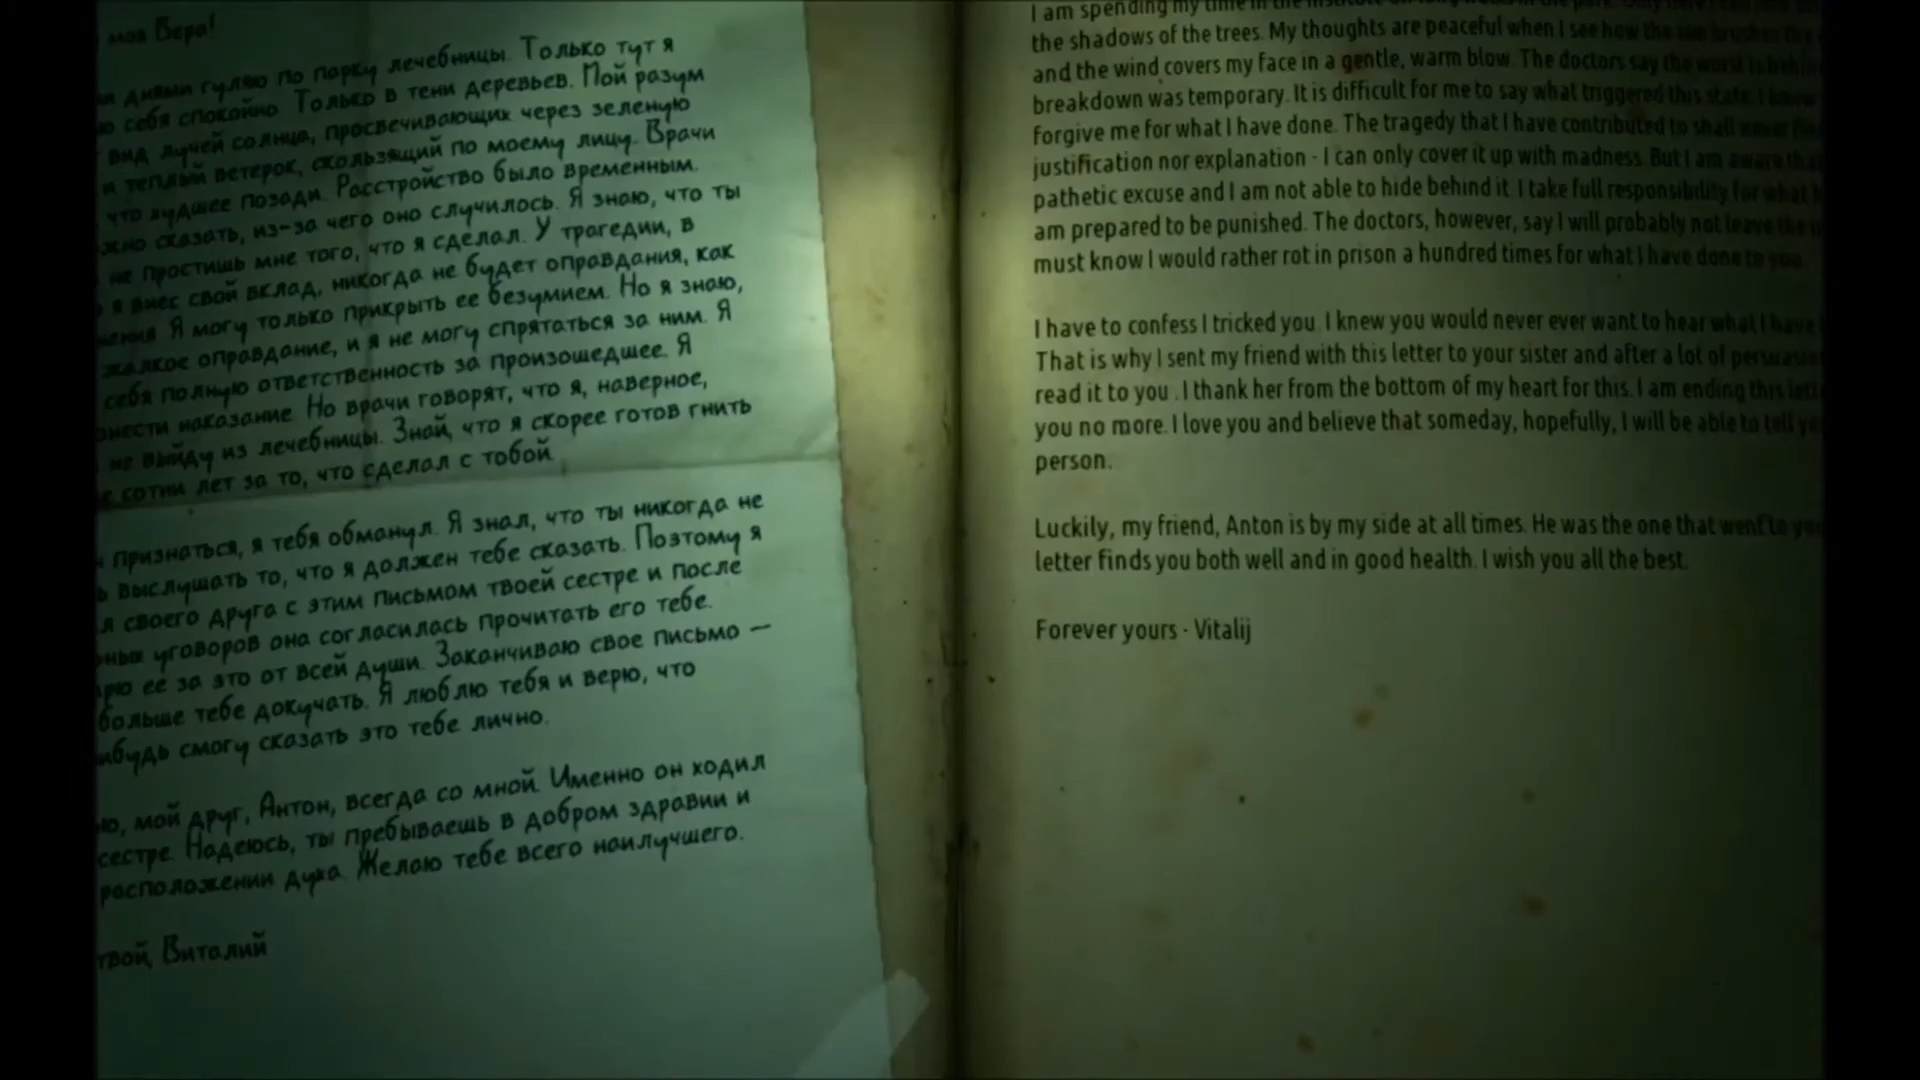 моя Вера!
днями гуляю по парку лечебницы. Только тут я
себя спокойно. Только в тени деревьев. Мой разум
вид лучей солнца, просвечивающих через зеленую
и теплый ветерок, скользящий по моему лицу. Врачи
что худшее позади. Расстройство было временным.
сказать, из-за чего оно случилось. Я знаю, что ты
не простишь мне того, что я сделал. У трагедии, в
я внес свой вклад, никогда не будет оправдания, как
Я могу только прикрыть ее безумием. Но я знаю,
жалкое оправдание, и я не могу спрятаться за ним. Я
себя полную ответственность за произошедшее. Я
наказание. Но врачи говорят, что я, наверное,
не выйду из лечебницы. Знай, что я скорее готов гнить
сотни лет за то, что сделал с тобой.
признаться, я тебя обманул. Я знал, что ты никогда не
выслушать то, что я должен тебе сказать. Поэтому я
своего друга с этим письмом твоей сестре и после
уговоров она согласилась прочитать его тебе.
ее за это от всей души. Заканчиваю свое письмо —
больше тебе докучать. Я люблю тебя и верю, что
смогу сказать это тебе лично.
мой друг, Антон, всегда со мной. Именно он ходил
сестре. Надеюсь, ты пребываешь в добром здравии и
расположении духа. Желаю тебе всего наилучшего.
твой, Виталий
I am spending my time in the
the shadows of the trees. My thoughts are peaceful when I see how the sun
and the wind covers my face in a gentle, warm blow. The doctors say the worst is
breakdown was temporary. It is difficult for me to say what triggered this state. I know
forgive me for what I have done. The tragedy that I have contributed to shall never
justification nor explanation - I can only cover it up with madness. But I am aware
pathetic excuse and I am not able to hide behind it. I take full responsibility for what
am prepared to be punished. The doctors, however, say I will probably not leave the
must know I would rather rot in prison a hundred times for what I have done to you.
I have to confess I tricked you. I knew you would never ever want to hear what I have
That is why I sent my friend with this letter to your sister and after a lot of
read it to you . I thank her from the bottom of my heart for this. I am ending this
you no more. I love you and believe that someday, hopefully, I will be able to tell
person.
Luckily, my friend, Anton is by my side at all times. He was the one that went to
letter finds you both well and in good health. I wish you all the best.
Forever yours - Vitalij